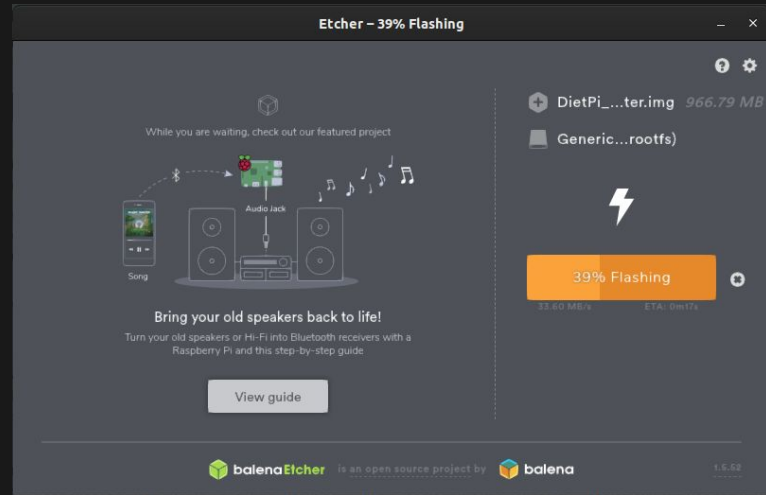 Etcher – 39% Flashing
While you are waiting, check out our featured project
Audio Jack
Song
Bring your old speakers back to life!
Turn your old speakers or Hi-Fi into Bluetooth receivers with a
Raspberry Pi and this step-by-step guide
View guide
DietPi_...ter.img 966.79 MB
Generic...rootfs)
39% Flashing
33.60 MB/s ETA: 0m17s
balenaEtcher is an open source project by balena
1.5.52